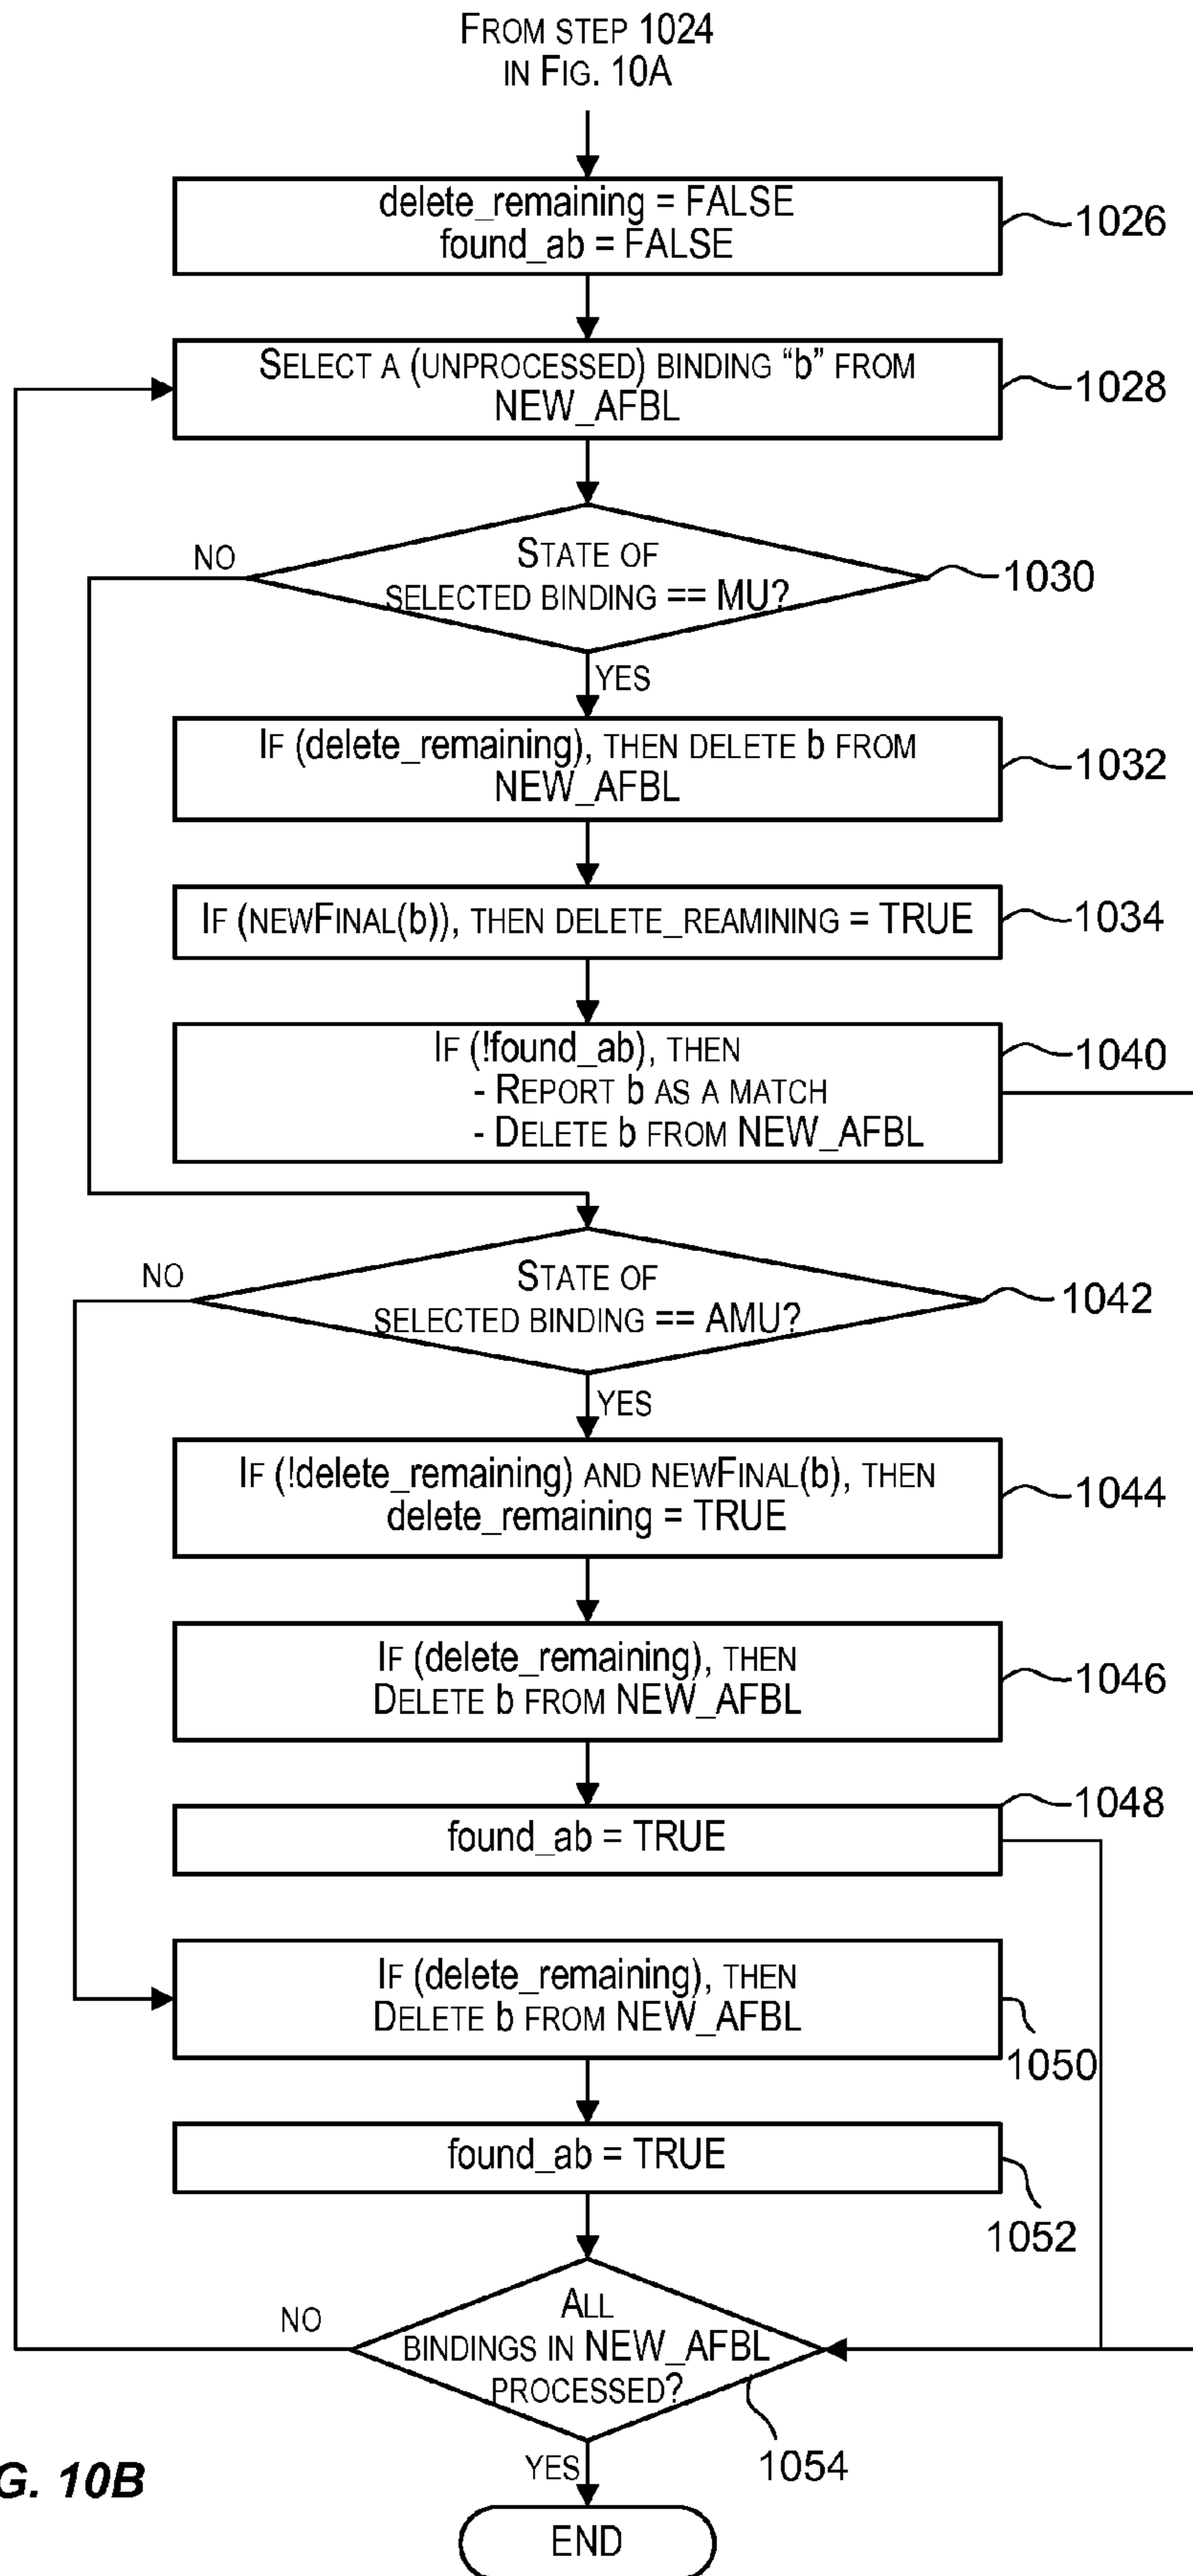 FROM STEP 1024
IN FIG. 10A
delete_remaining = FALSE
found_ab = FALSE
1026
SELECT A (UNPROCESSED) BINDING “b” FROM
NEW_AFBL
1028
NO
STATE OF
SELECTED BINDING == MU?
1030
YES
IF (delete_remaining), THEN DELETE b FROM
NEW_AFBL
1032
IF (NEWFINAL(b)), THEN DELETE_REAMINING = TRUE
1034
IF (!found_ab), THEN
- REPORT b AS A MATCH
- DELETE b FROM NEW_AFBL
1040
NO
STATE OF
SELECTED BINDING == AMU?
1042
YES
IF (!delete_remaining) AND NEWFINAL(b), THEN
delete_remaining = TRUE
1044
IF (delete_remaining), THEN
DELETE b FROM NEW_AFBL
1046
found_ab = TRUE
1048
IF (delete_remaining), THEN
DELETE b FROM NEW_AFBL
1050
found_ab = TRUE
1052
NO
ALL
BINDINGS IN NEW_AFBL
PROCESSED?
1054
YES
G. 10B
END